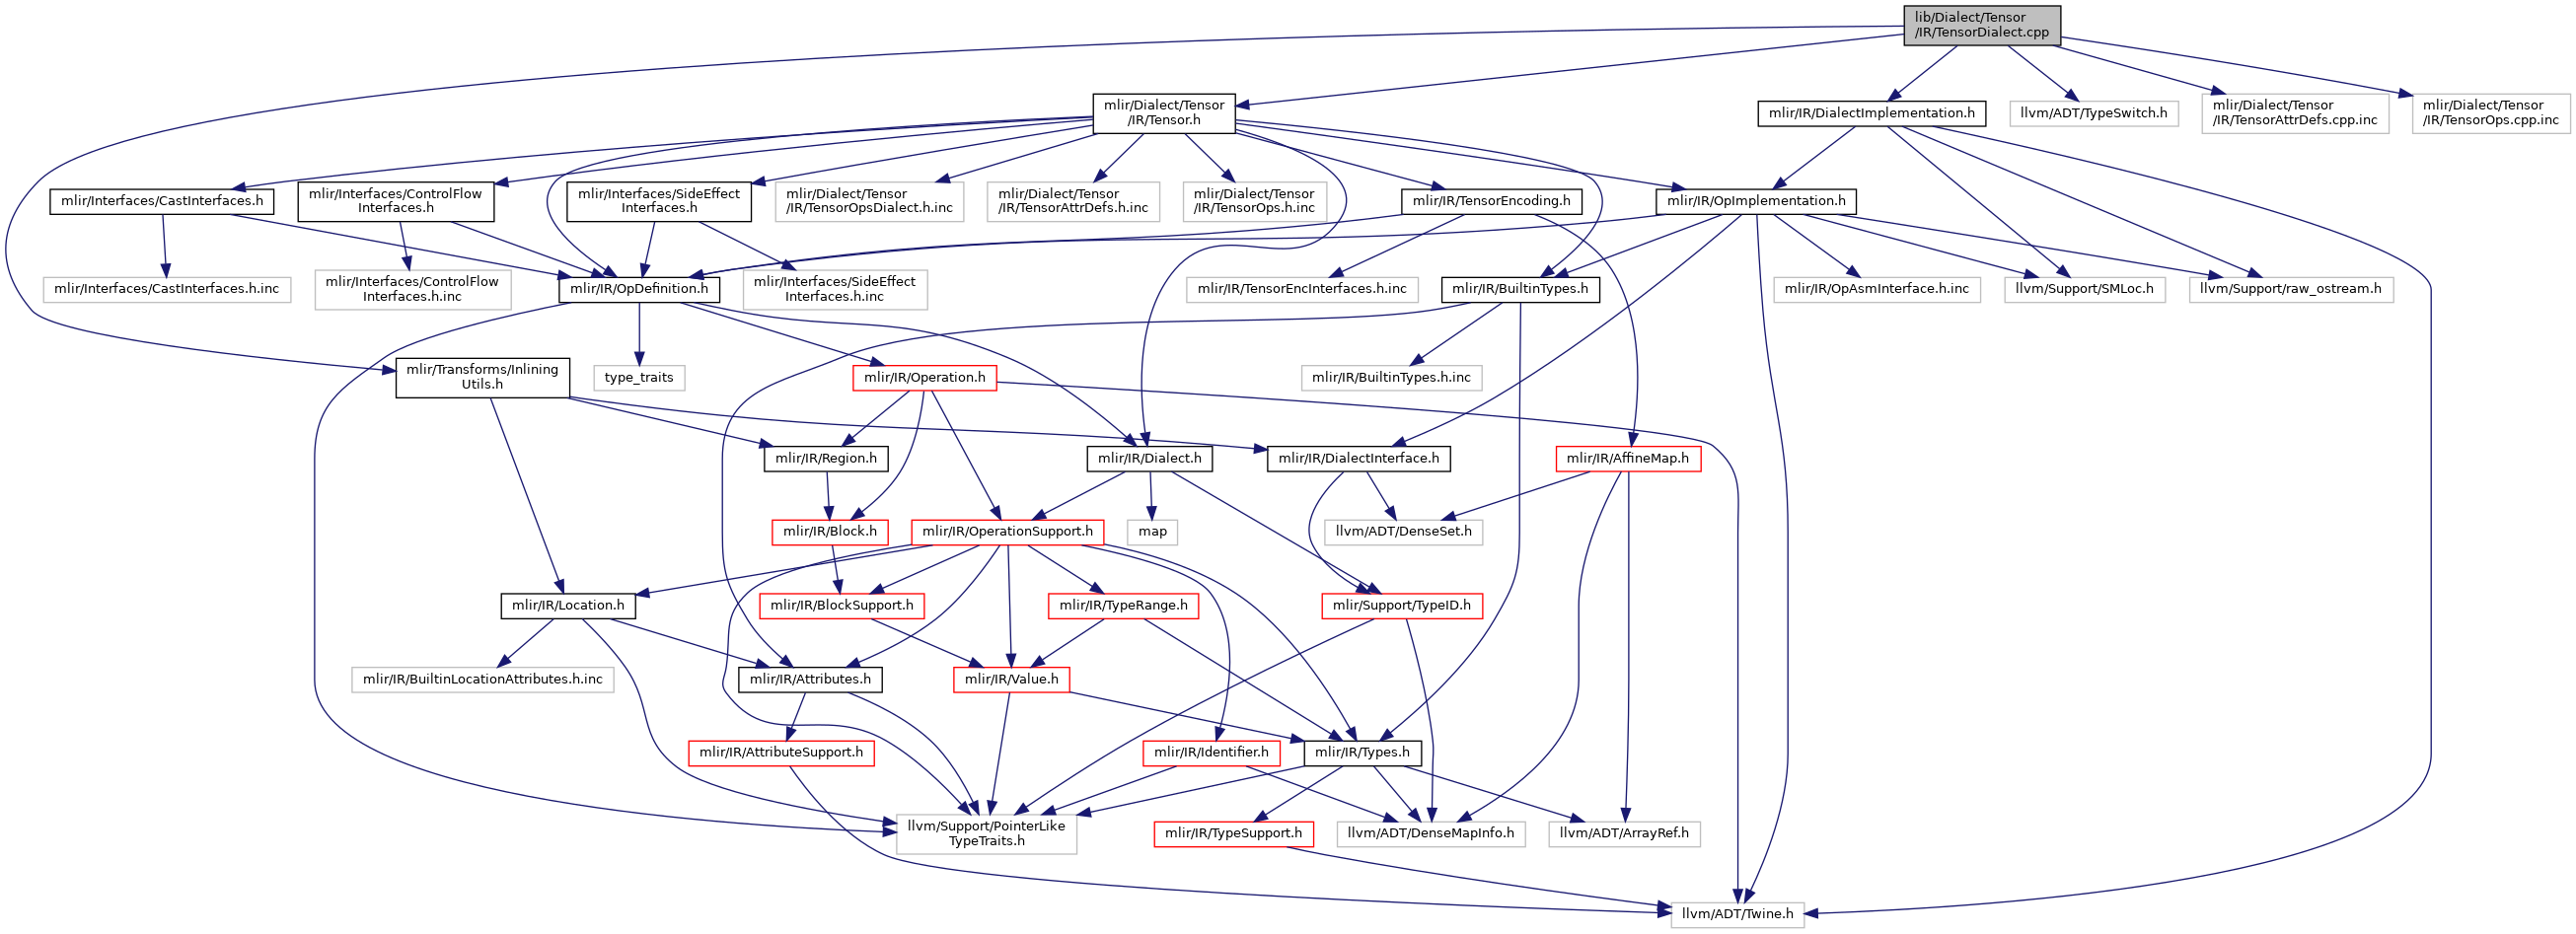 lib/Dialect/Tensor
/IR/TensorDialect.cpp
mlir/Dialect/Tensor
/IR/Tensor.h
mlir/IR/DialectImplementation.h
llvm/ADT/TypeSwitch.h
mlir/Dialect/Tensor
/IR/TensorAttrDefs.cpp.inc
mlir/Dialect/Tensor
/IR/TensorOps.cpp.inc
mlir/Interfaces/CastInterfaces.h
mlir/Interfaces/ControlFlow
Interfaces.h
mlir/Interfaces/SideEffect
Interfaces.h
mlir/Dialect/Tensor
/IR/TensorOpsDialect.h.inc
mlir/Dialect/Tensor
/IR/TensorAttrDefs.h.inc
mlir/Dialect/Tensor
/IR/TensorOps.h.inc
mlir/IR/TensorEncoding.h
mlir/IR/OpImplementation.h
mlir/Interfaces/CastInterfaces.h.inc
mlir/Interfaces/ControlFlow
Interfaces.h.inc
mlir/IR/OpDefinition.h
mlir/Interfaces/SideEffect
Interfaces.h.inc
mlir/IR/TensorEncInterfaces.h.inc
mlir/IR/BuiltinTypes.h
mlir/IR/OpAsmInterface.h.inc
llvm/Support/SMLoc.h
llvm/Support/raw_ostream.h
mlir/Transforms/Inlining
Utils.h
type_traits
mlir/IR/Operation.h
mlir/IR/BuiltinTypes.h.inc
mlir/IR/Region.h
mlir/IR/Dialect.h
mlir/IR/DialectInterface.h
mlir/IR/AffineMap.h
mlir/IR/Block.h
mlir/IR/OperationSupport.h
map
llvm/ADT/DenseSet.h
mlir/IR/Location.h
mlir/IR/BlockSupport.h
mlir/IR/TypeRange.h
mlir/Support/TypeID.h
mlir/IR/BuiltinLocationAttributes.h.inc
mlir/IR/Attributes.h
mlir/IR/Value.h
mlir/IR/AttributeSupport.h
mlir/IR/Identifier.h
mlir/IR/Types.h
llvm/Support/PointerLike
TypeTraits.h
mlir/IR/TypeSupport.h
llvm/ADT/DenseMapInfo.h
llvm/ADT/ArrayRef.h
llvm/ADT/Twine.h